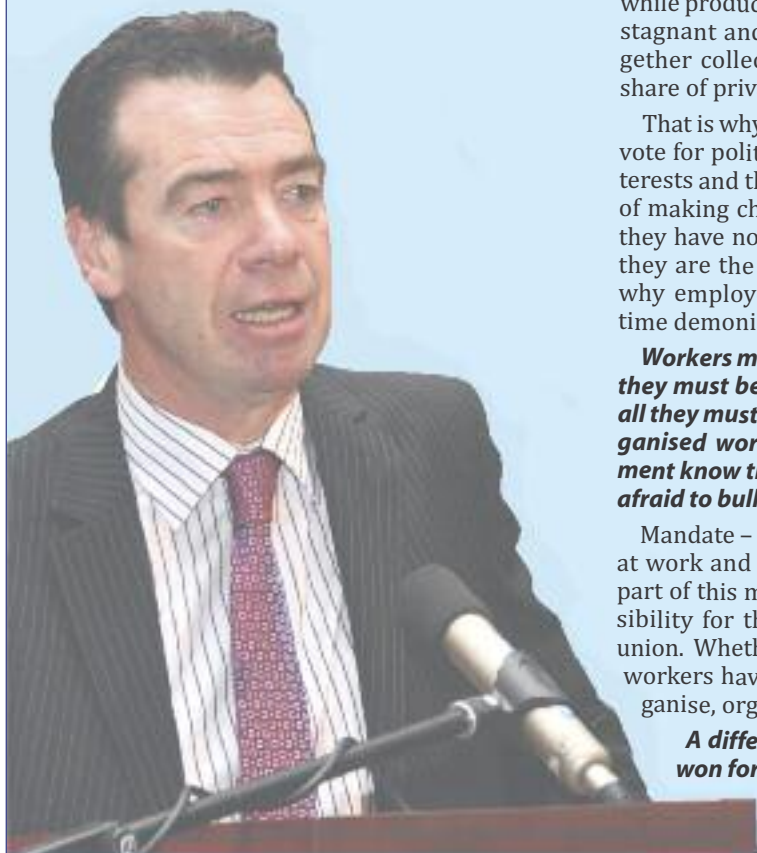 while produc
stagnant and
gether collec
share of priv
That is why
vote for polit
terests and th
of making ch
they have no
they are the
why employ
time demoni
Workers m
they must be
all they must
ganised wor
ment know th
afraid to bull
Mandate –
at work and
part of this m
sibility for th
union. Wheth
workers hav
ganise, org
A diffe
won for